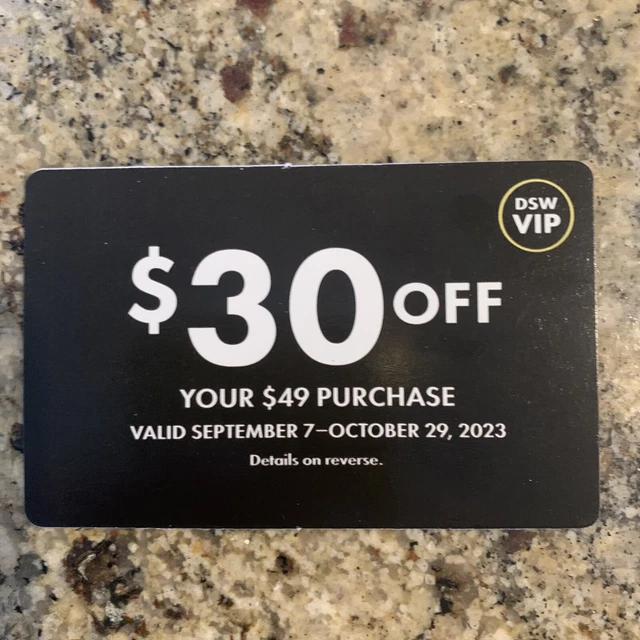 DSW
VIP
$30 OFF
YOUR $49 PURCHASE
VALID SEPTEMBER 7–OCTOBER 29, 2023
Details on reverse.